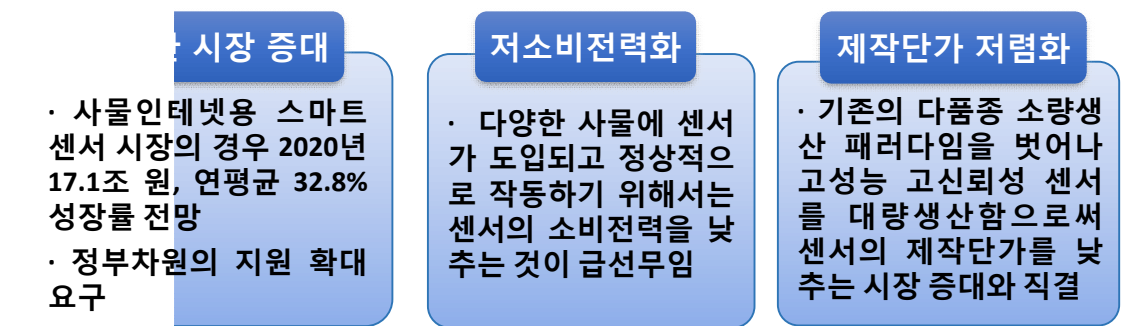 시장 증대
· 사물인테넷용 스마트
센서 시장의 경우 2020년
17.1조 원, 연평균 32.8%
성장률 전망
· 정부차원의 지원 확대
요구
저소비전력화
· 다양한 사물에 센서
가 도입되고 정상적으
로 작동하기 위해서는
센서의 소비전력을 낮
추는 것이 급선무임
제작단가 저렴화
· 기존의 다품종 소량생
산 패러다임을 벗어나
고성능 고신뢰성 센서
를 대량생산함으로써
센서의 제작단가를 낮
추는 시장 증대와 직결